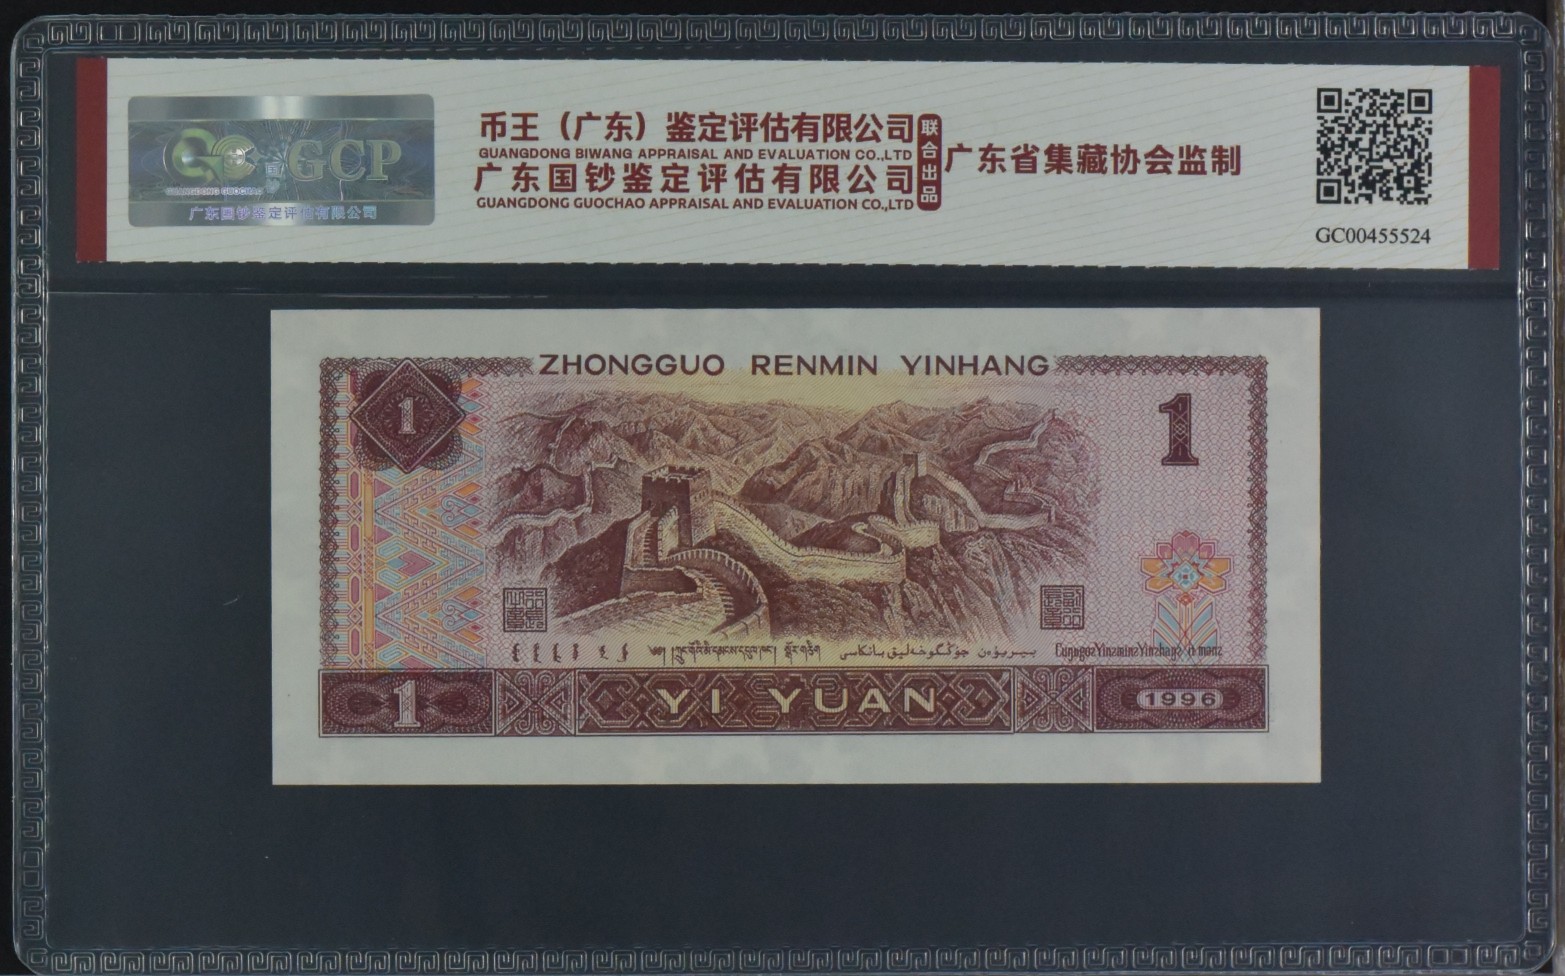 GCP
GUANGDONG GUOCHAO
广东国钞鉴定评估有限公司
币王（广东）鉴定评估有限公司
GUANGDONG BIWANG APPRAISAL AND EVALUATION CO.,LTD
广东国钞鉴定评估有限公司
GUANGDONG GUOCHAO APPRAISAL AND EVALUATION CO.,LTD
联合出品
广东省集藏协会监制
GC00455524
ZHONGGUO RENMIN YINHANG
1
1
1
YI YUAN
1996